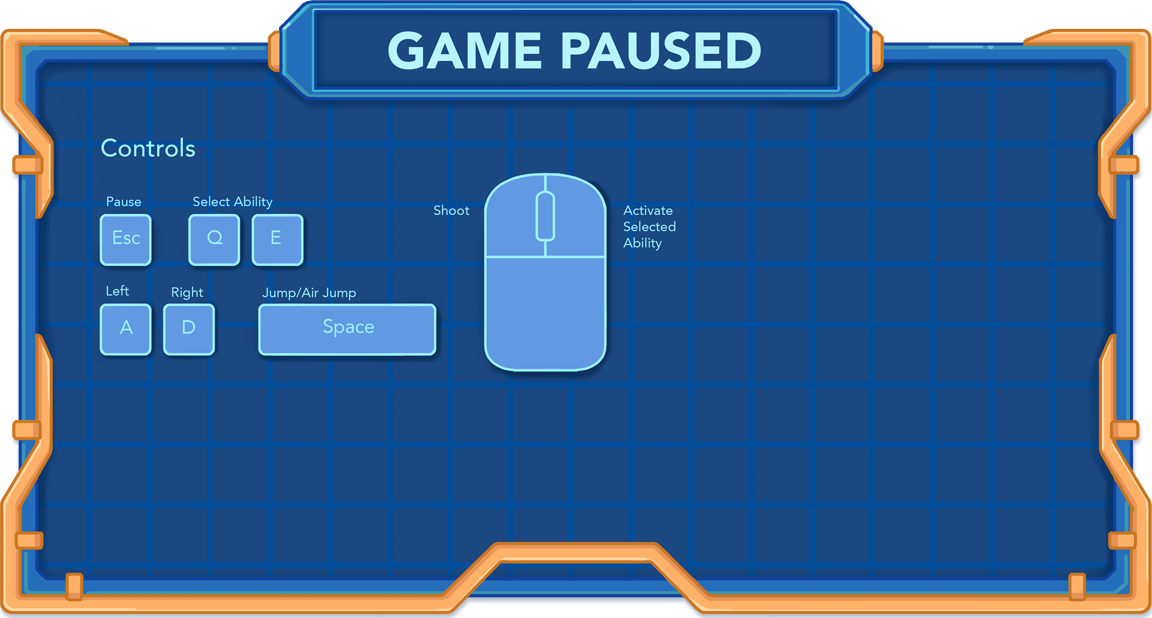 GAME PAUSED
Controls
Pause
Select Ability
Esc
Q
E
Left
Right
Jump/Air Jump
A
D
Space
Shoot
Activate
Selected
Ability